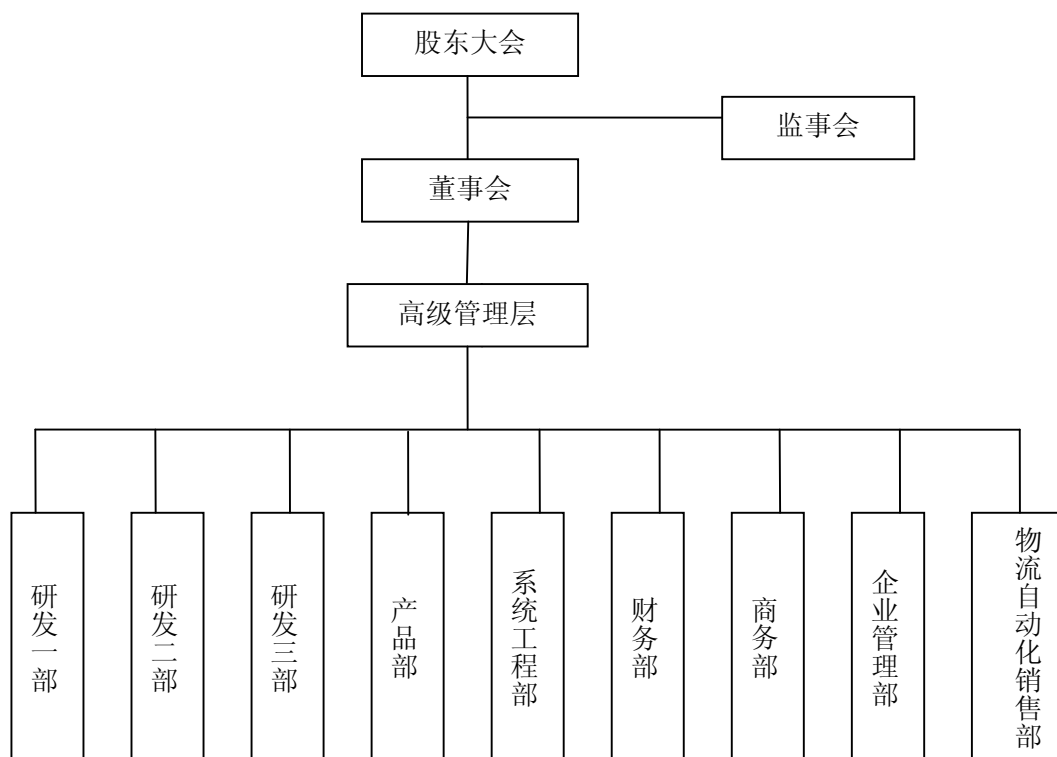 股东大会
监事会
董事会
高级管理层
研发一部
研发二部
研发三部
产品部
系统工程部
财务部
商务部
企业管理部
物流自动化销售部